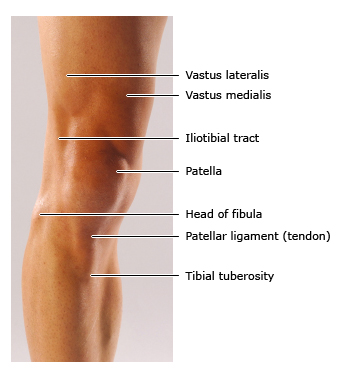 Vastus lateralis
Vastus medialis
Iliotibial tract
Patella
Head of fibula
Patellar ligament (tendon)
Tibial tuberosity